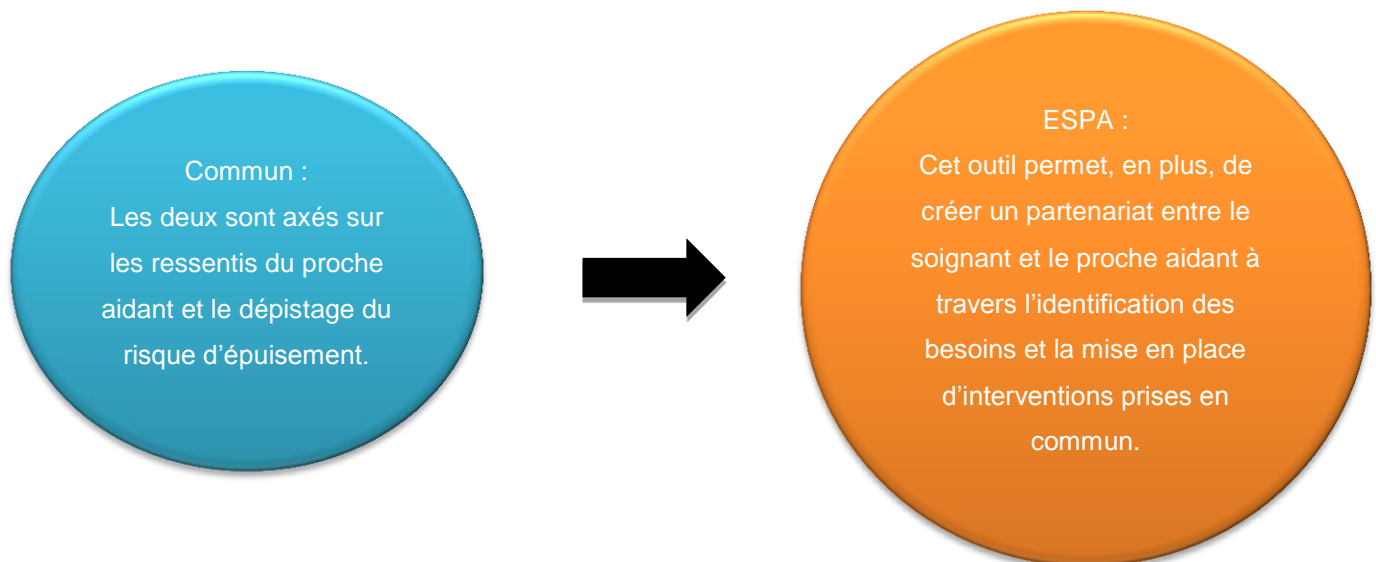 Commun :
Les deux sont axés sur
les ressentis du proche
aidant et le dépistage du
risque d’épuisement.
ESPA :
Cet outil permet, en plus, de
créer un partenariat entre le
soignant et le proche aidant à
travers l’identification des
besoins et la mise en place
d’interventions prises en
commun.